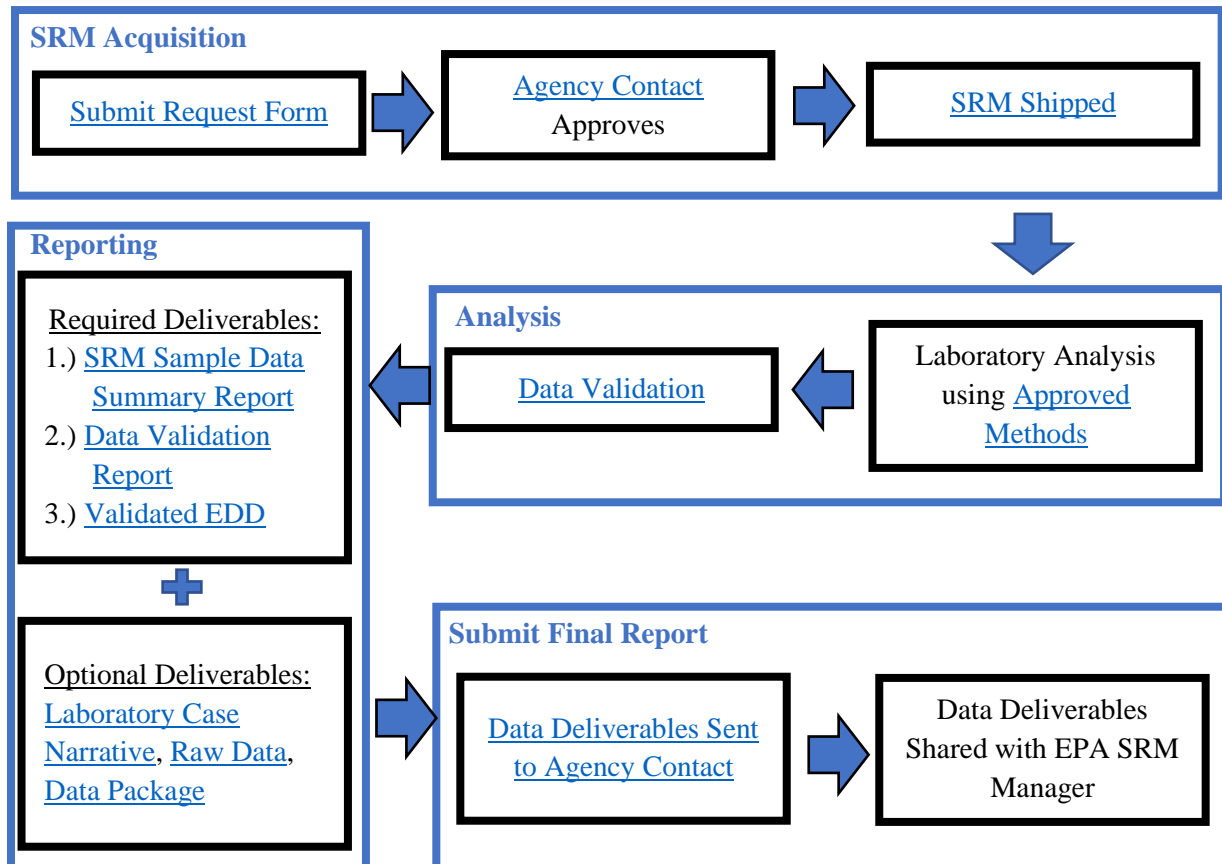 SRM Acquisition
Submit Request Form
Agency Contact
Approves
SRM Shipped
Analysis
Laboratory Analysis
using Approved
Methods
Data Validation
Reporting
Required Deliverables:
1.) SRM Sample Data
Summary Report
2.) Data Validation
Report
3.) Validated EDD
Optional Deliverables:
Laboratory Case
Narrative, Raw Data,
Data Package
Submit Final Report
Data Deliverables Sent
to Agency Contact
Data Deliverables
Shared with EPA SRM
Manager